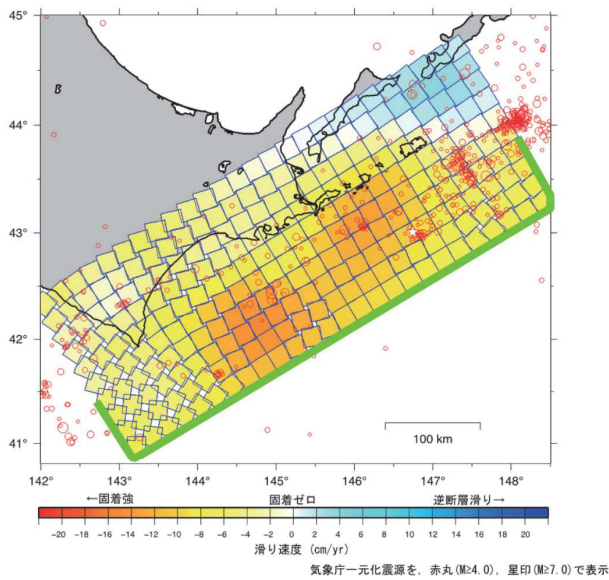 45°
44°
43°
42°
41°
100 km
142° 143° 144° 145° 146° 147° 148°
←固着強 固着ゼロ 逆断層滑り→
-20 -18 -16 -14 -12 -10 -8 -6 -4 -2 0 2 4 6 8 10 12 14 16 18 20
滑り速度 (cm/yr)
気象庁一元化震源を, 赤丸(M≥4.0), 星印(M≥7.0)で表示